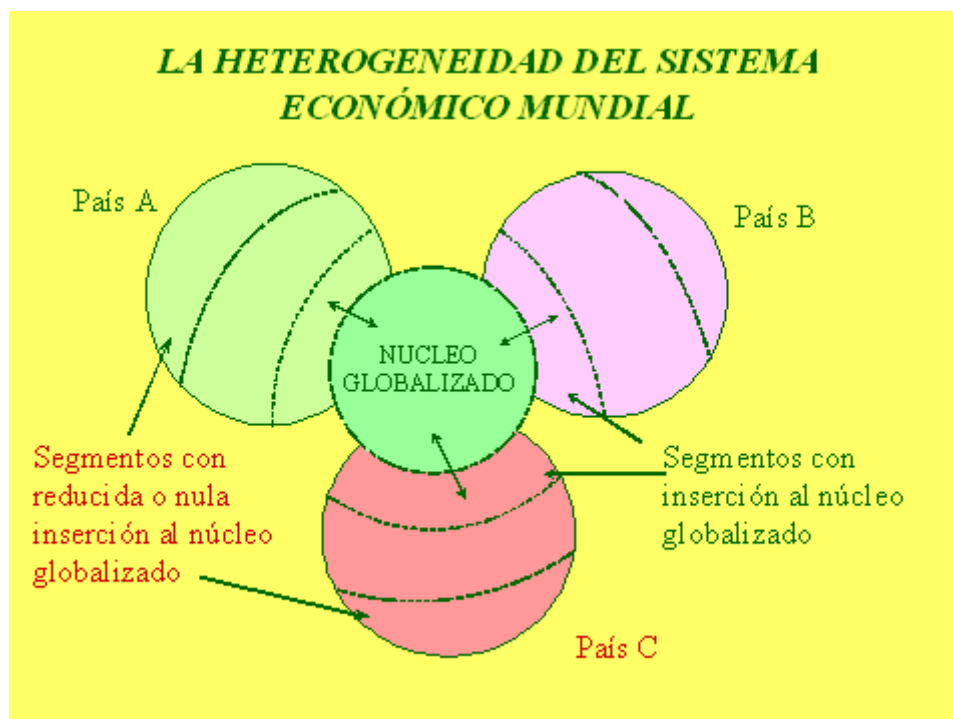 LA HETEROGENEIDAD DEL SISTEMA
ECONÓMICO MUNDIAL
País A
País B
NUCLEO
GLOBALIZADO
Segmentos con
reducida o nula
inserción al núcleo
globalizado
Segmentos con
inserción al núcleo
globalizado
País C